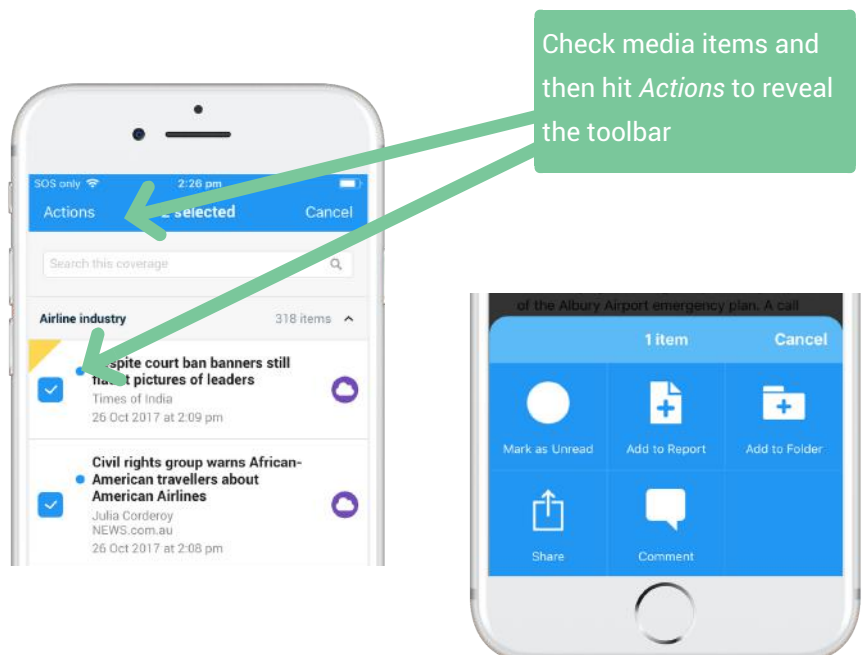 Check media items and
then hit Actions to reveal
the toolbar
SOS only 2:26 pm
Actions selected Cancel
Search this coverage
Airline industry 318 items
Despite court ban banners still
flaunt pictures of leaders
Times of India
26 Oct 2017 at 2:09 pm
Civil rights group warns African-
American travellers about
American Airlines
Julia Corderoy
NEWS.com.au
26 Oct 2017 at 2:08 pm
of the Albury Airport emergency plan. A call
1 item Cancel
Mark as Unread Add to Report Add to Folder
Share Comment